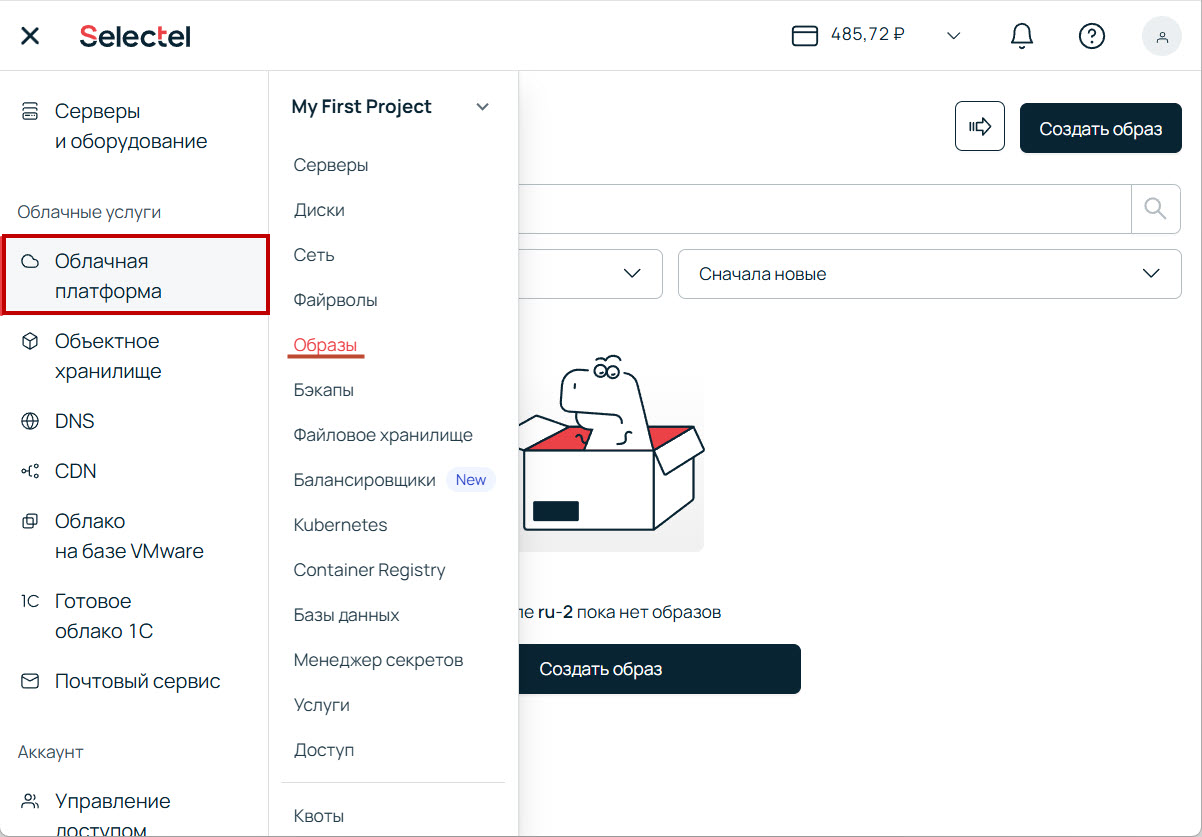 Selectel
485,72 ₽
Серверы
и оборудование
Облачные услуги
Облачная
платформа
Объектное
хранилище
DNS
CDN
Облако
на базе VMware
1C Готовое
облако 1С
Почтовый сервис
Аккаунт
Управление
доступом
My First Project
Серверы
Диски
Сеть
Файрволы
Образы
Бэкапы
Файловое хранилище
Балансировщики New
Kubernetes
Container Registry
Базы данных
Менеджер секретов
Услуги
Доступ
Квоты
Создать образ
Сначала новые
ле ru-2 пока нет образов
Создать образ